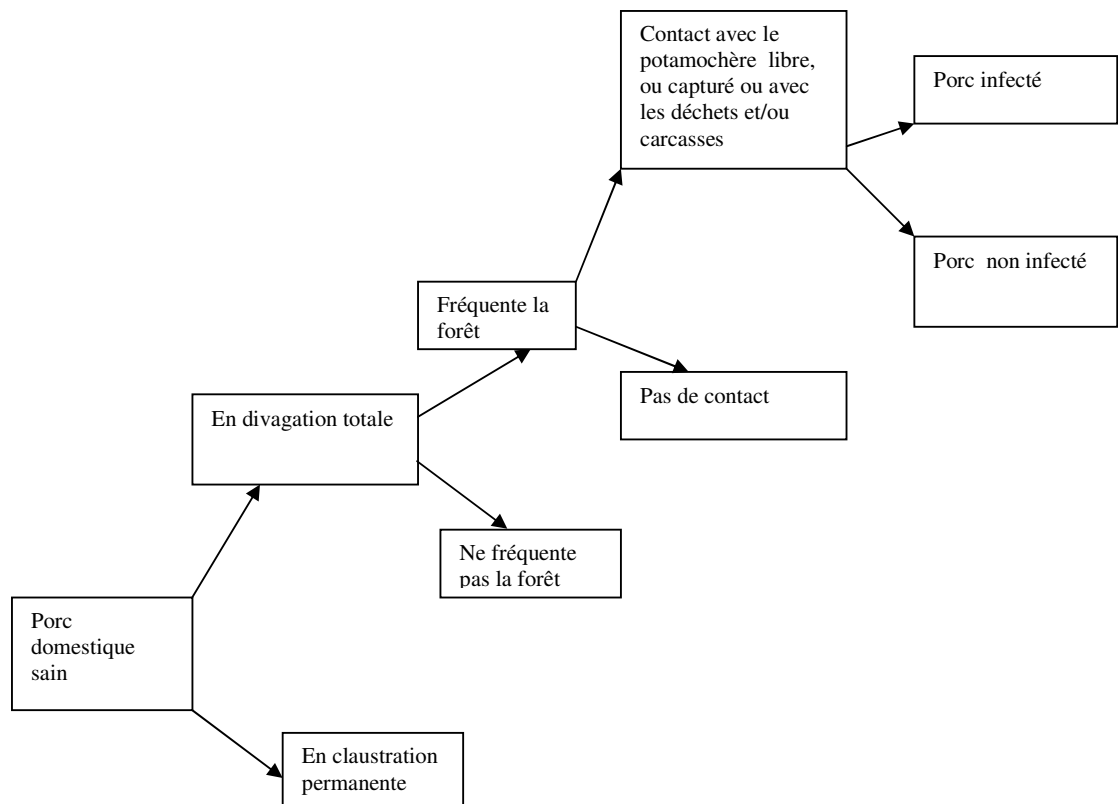 Contact avec le
potamochère libre,
ou capturé ou avec
les déchets et/ou
carcasses
Porc infecté
Porc non infecté
Fréquente la
forêt
Pas de contact
En divagation totale
Ne fréquente
pas la forêt
Porc
domestique
sain
En claustration
permanente